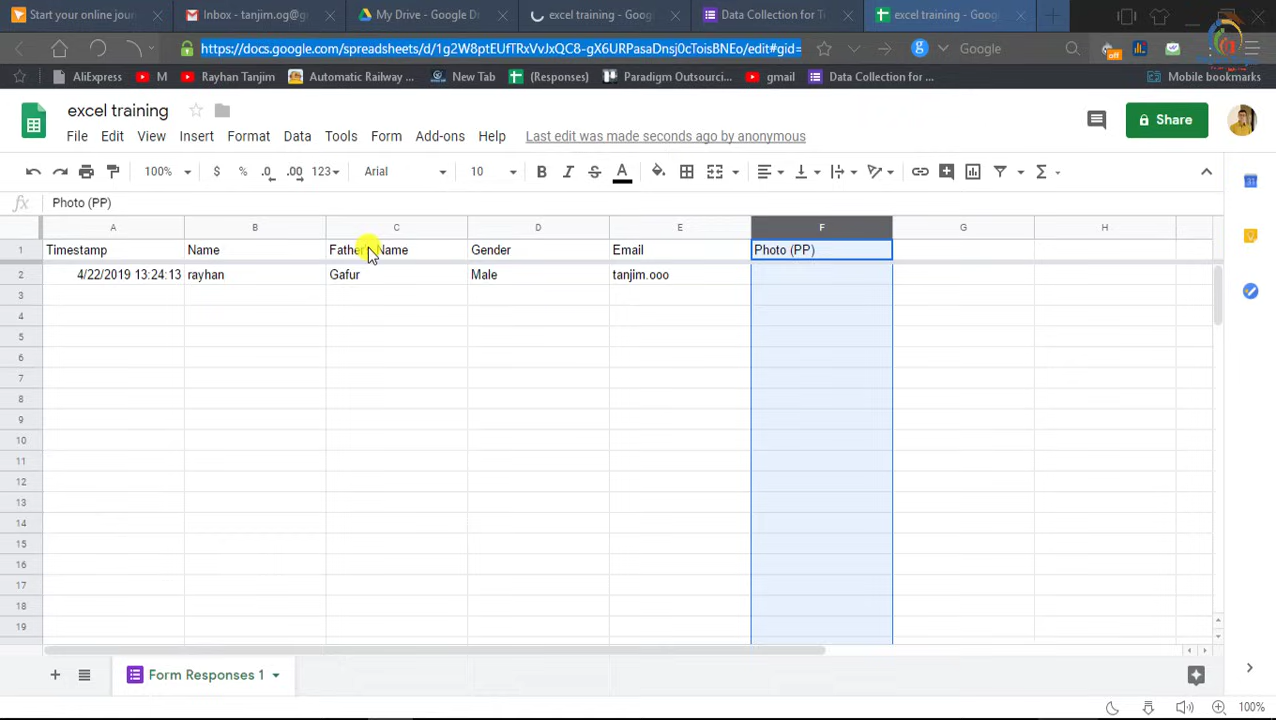 Start your online jour
Inbox - tanjim.og@g
My Drive - Google Dr
excel training - Goog
Data Collection for T
excel training - Goog
https://docs.google.com/spreadsheets/d/1g2W8ptEUfTRxVvJxQC8-gX6URPasaDnsj0cToisBNEo/edit#gid=
g Google
off
AliExpress
M
Rayhan Tanjim
Automatic Railway ...
New Tab
(Responses)
Paradigm Outsourci...
gmail
Data Collection for ...
Mobile bookmarks
excel training
File Edit View Insert Format Data Tools Form Add-ons Help Last edit was made seconds ago by anonymous
Share
100% $ % .0 .00 123 Arial 10 B I S A Σ
fx Photo (PP)
A B C D E F G H
1 Timestamp Name Father Name Gender Email Photo (PP)
2 4/22/2019 13:24:13 rayhan Gafur Male tanjim.ooo
3
4
5
6
7
8
9
10
11
12
13
14
15
16
17
18
19
+ Form Responses 1
100%